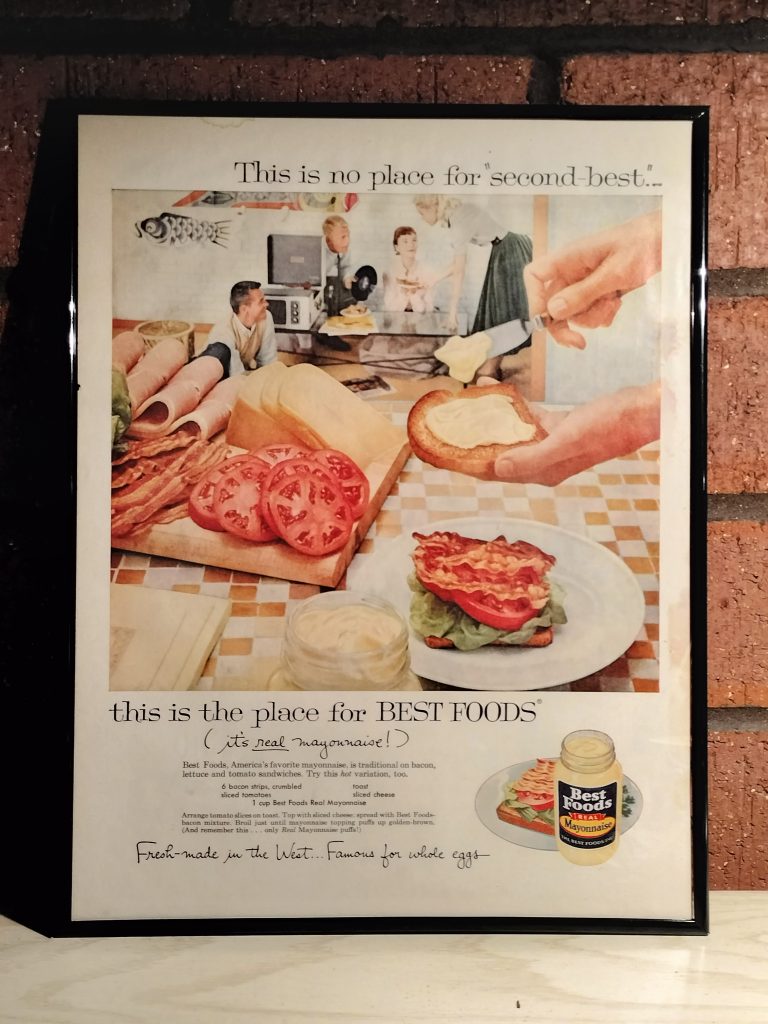 This is no place for "second-best"...
this is the place for BEST FOODS®
(it's real mayonnaise!)
Best Foods, America's favorite mayonnaise, is traditional on bacon,
lettuce and tomato sandwiches. Try this hot variation, too.
6 bacon strips, crumbled toast
sliced tomatoes sliced cheese
1 cup Best Foods Real Mayonnaise
Arrange tomato slices on toast. Top with sliced cheese; spread with Best Foods-
bacon mixture. Broil just until mayonnaise topping puffs up golden-brown.
(And remember this . . . only Real Mayonnaise puffs!)
Fresh-made in the West... Famous for whole eggs
Best
Foods
REAL
Mayonnaise